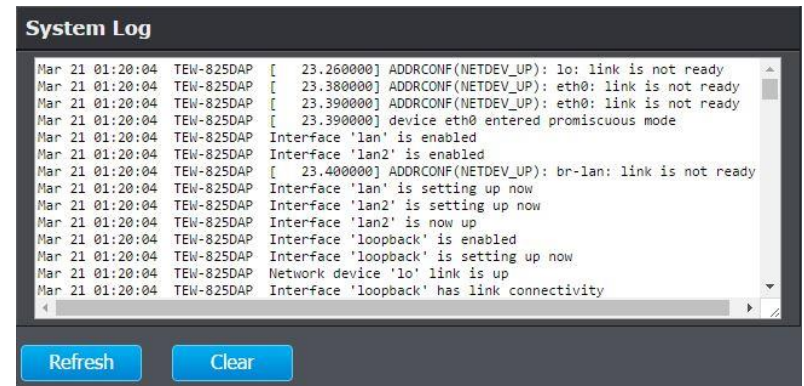 System Log
Mar 21 01:20:04 TEW-825DAP [ 23.260000] ADDRCONF(NETDEV_UP): lo: link is not ready
Mar 21 01:20:04 TEW-825DAP [ 23.380000] ADDRCONF(NETDEV_UP): eth0: link is not ready
Mar 21 01:20:04 TEW-825DAP [ 23.390000] ADDRCONF(NETDEV_UP): eth0: link is not ready
Mar 21 01:20:04 TEW-825DAP [ 23.390000] device eth0 entered promiscuous mode
Mar 21 01:20:04 TEW-825DAP Interface 'lan' is enabled
Mar 21 01:20:04 TEW-825DAP Interface 'lan2' is enabled
Mar 21 01:20:04 TEW-825DAP [ 23.400000] ADDRCONF(NETDEV_UP): br-lan: link is not ready
Mar 21 01:20:04 TEW-825DAP Interface 'lan' is setting up now
Mar 21 01:20:04 TEW-825DAP Interface 'lan2' is setting up now
Mar 21 01:20:04 TEW-825DAP Interface 'lan2' is now up
Mar 21 01:20:04 TEW-825DAP Interface 'loopback' is enabled
Mar 21 01:20:04 TEW-825DAP Interface 'loopback' is setting up now
Mar 21 01:20:04 TEW-825DAP Network device 'lo' link is up
Mar 21 01:20:04 TEW-825DAP Interface 'loopback' has link connectivity
Refresh Clear